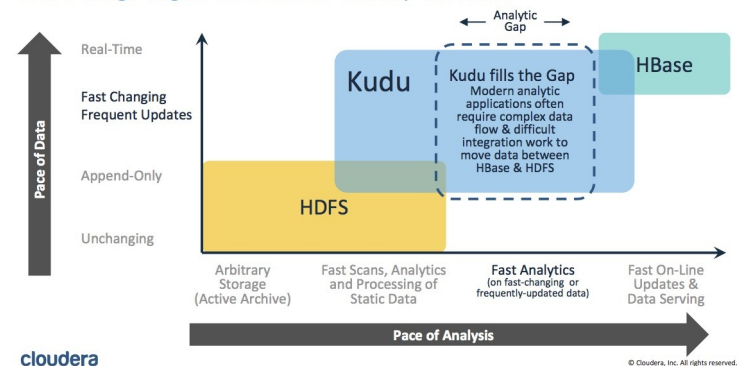 Analytic
Gap
Real-Time
Fast Changing
Frequent Updates
Append-Only
Unchanging
Pace of Data
Kudu
Kudu fills the Gap
Modern analytic
applications often
require complex data
flow & difficult
integration work to
move data between
HBase & HDFS
HBase
HDFS
Arbitrary
Storage
(Active Archive)
Fast Scans, Analytics
and Processing of
Static Data
Fast Analytics
(on fast-changing or
frequently-updated data)
Fast On-Line
Updates &
Data Serving
Pace of Analysis
cloudera
© Cloudera, Inc. All rights reserved.